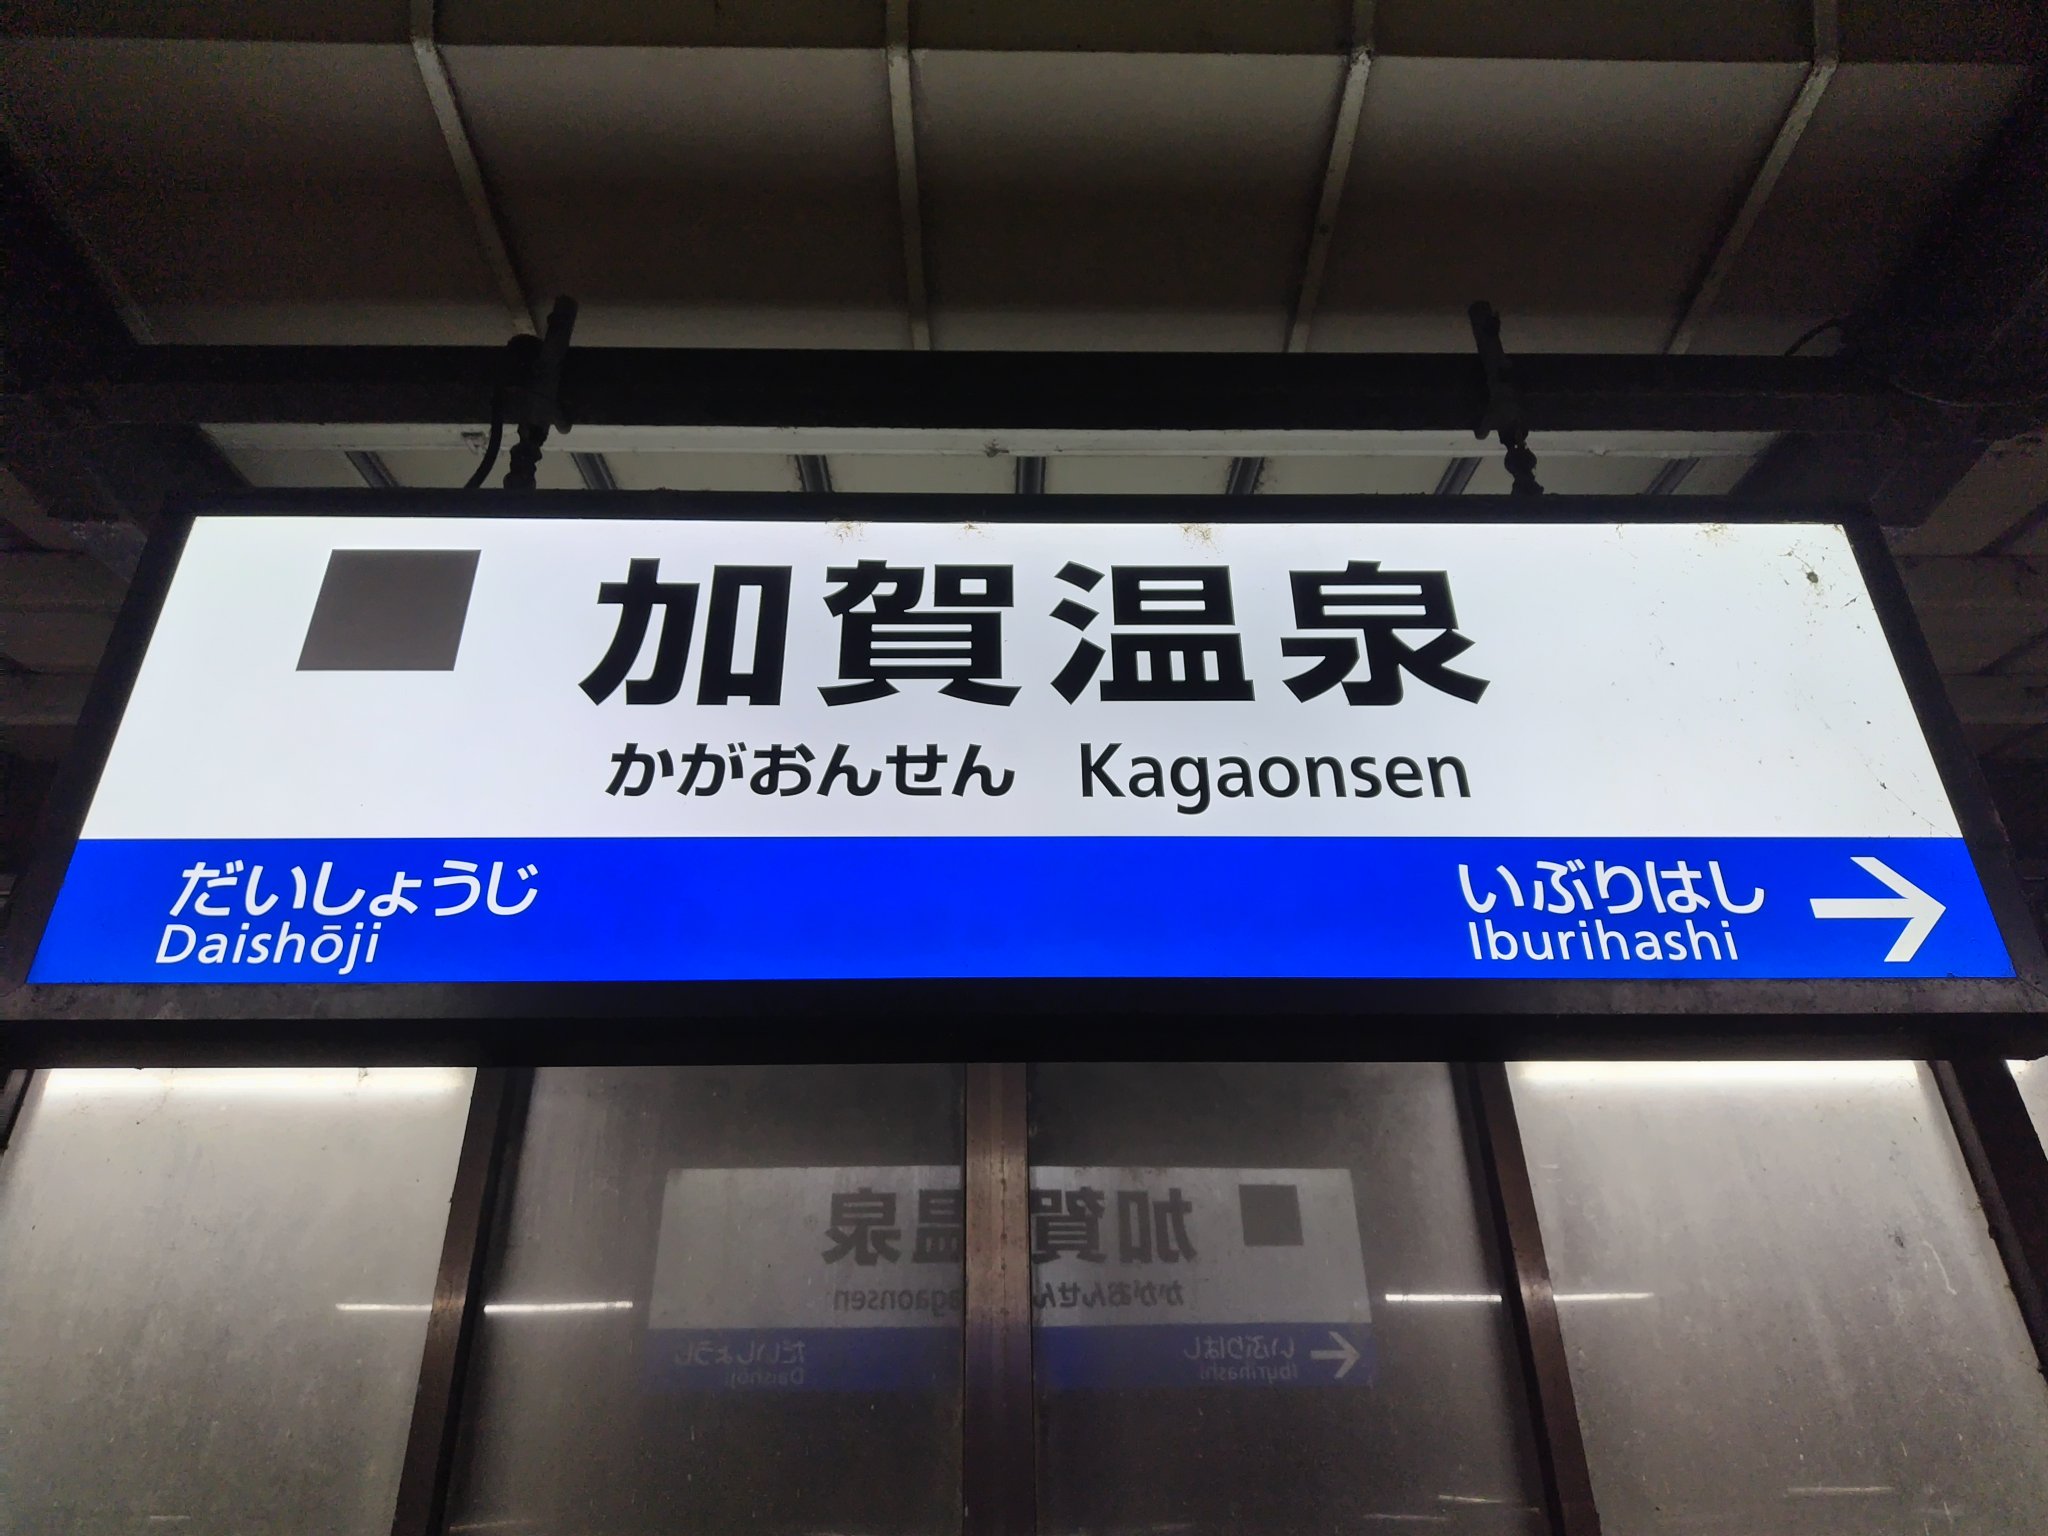 加賀温泉
かがおんせん Kagaonsen
だいしょうじ
Daishōji
いぶりはし →
Iburihashi